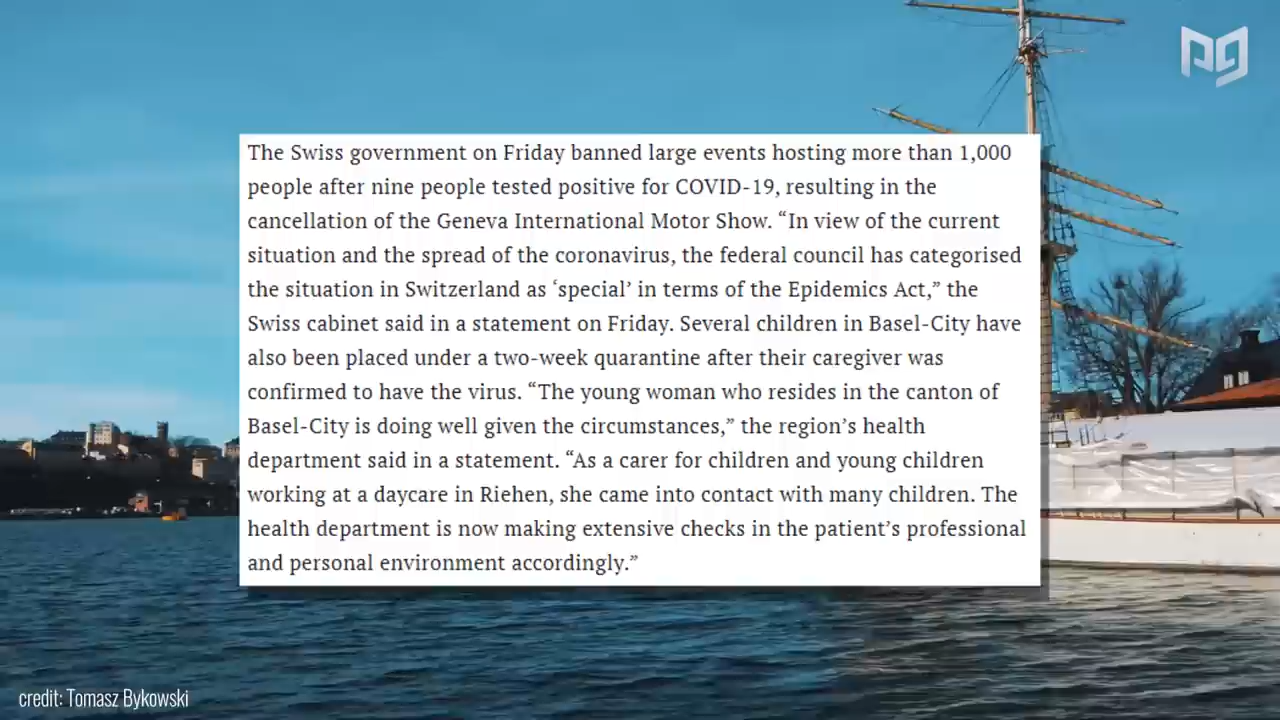 The Swiss government on Friday banned large events hosting more than 1,000
people after nine people tested positive for COVID-19, resulting in the
cancellation of the Geneva International Motor Show. “In view of the current
situation and the spread of the coronavirus, the federal council has categorised
the situation in Switzerland as ‘special’ in terms of the Epidemics Act,” the
Swiss cabinet said in a statement on Friday. Several children in Basel-City have
also been placed under a two-week quarantine after their caregiver was
confirmed to have the virus. “The young woman who resides in the canton of
Basel-City is doing well given the circumstances,” the region’s health
department said in a statement. “As a carer for children and young children
working at a daycare in Riehen, she came into contact with many children. The
health department is now making extensive checks in the patient’s professional
and personal environment accordingly.”
credit: Tomasz Bykowski